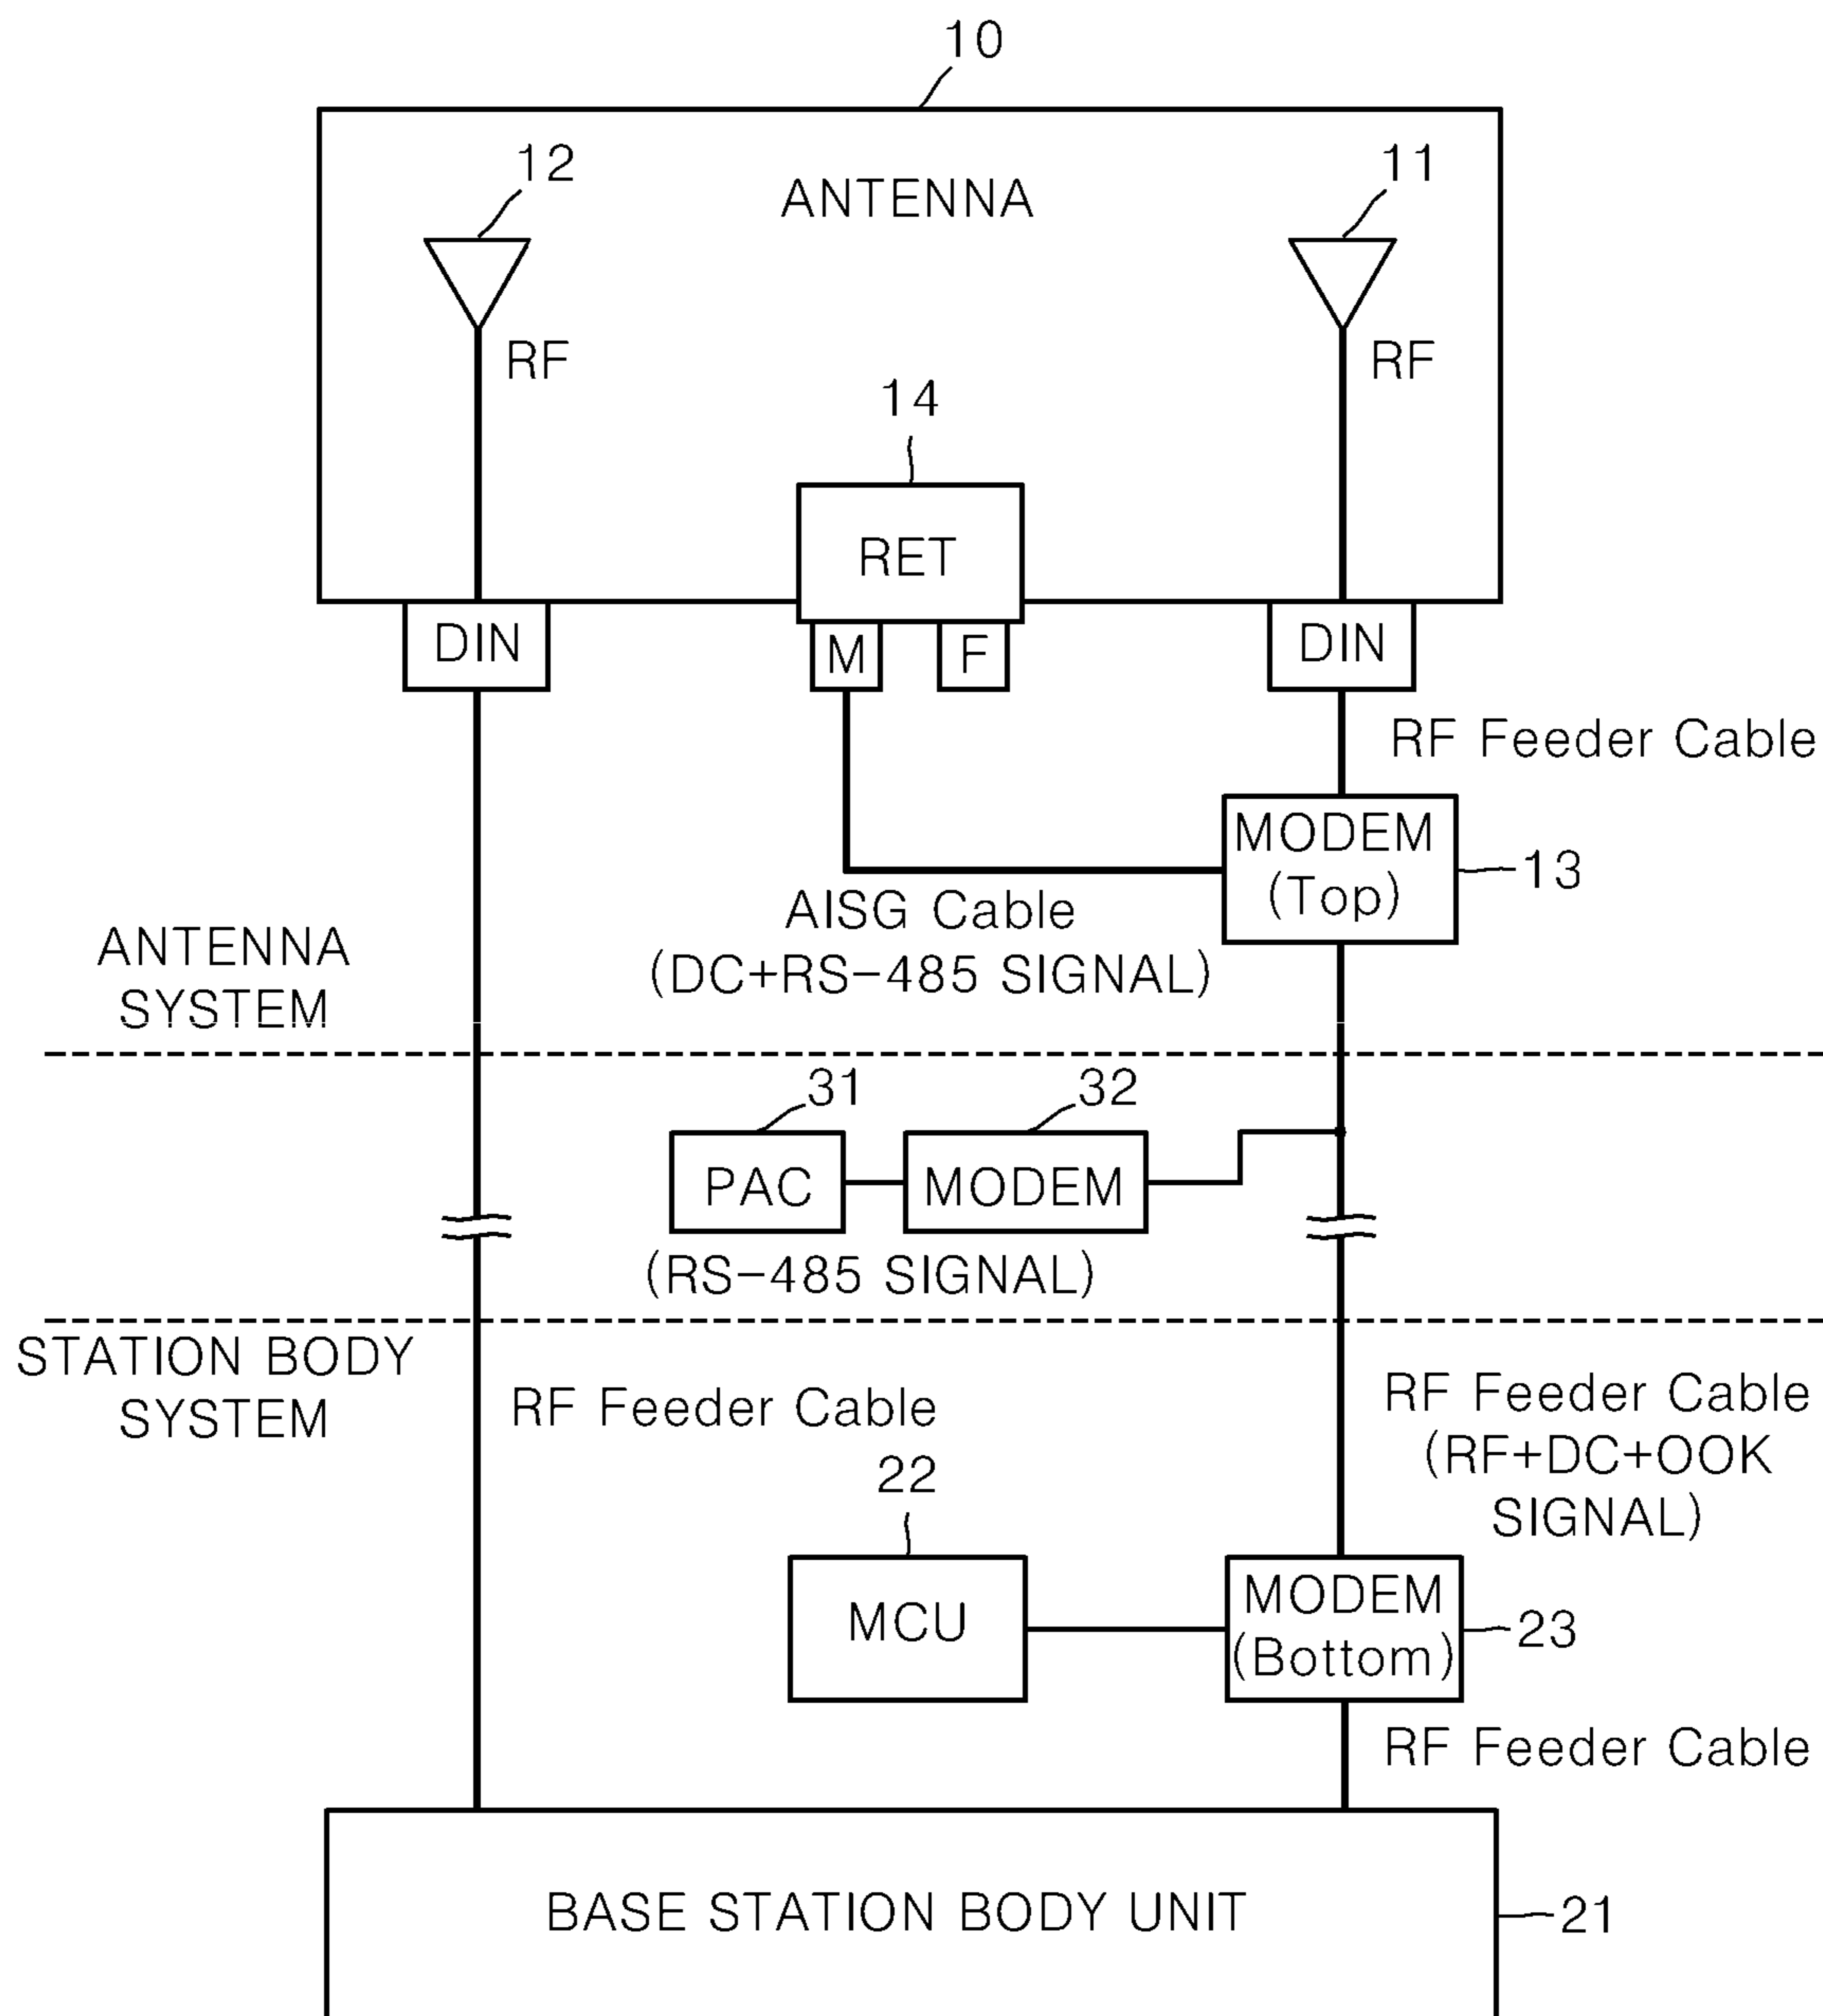 10
12
11
ANTENNA
RF
RF
14
RET
DIN
M
F
DIN
RF Feeder Cable
MODEM
(Top)
13
AISG Cable
(DC+RS-485 SIGNAL)
ANTENNA
SYSTEM
31
32
PAC
MODEM
(RS-485 SIGNAL)
STATION BODY
SYSTEM
RF Feeder Cable
RF Feeder Cable
(RF+DC+OOK
SIGNAL)
22
MCU
MODEM
(Bottom)
23
RF Feeder Cable
BASE STATION BODY UNIT
21